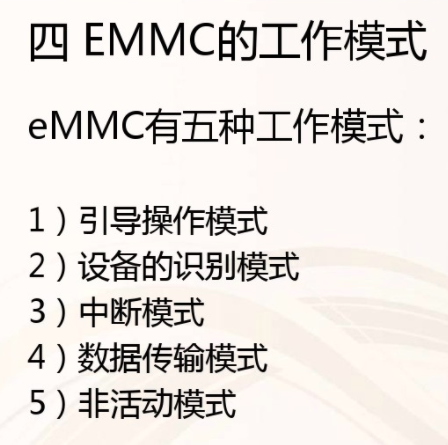 四 EMMC的工作模式
eMMC有五种工作模式：
1）引导操作模式
2）设备的识别模式
3）中断模式
4）数据传输模式
5）非活动模式